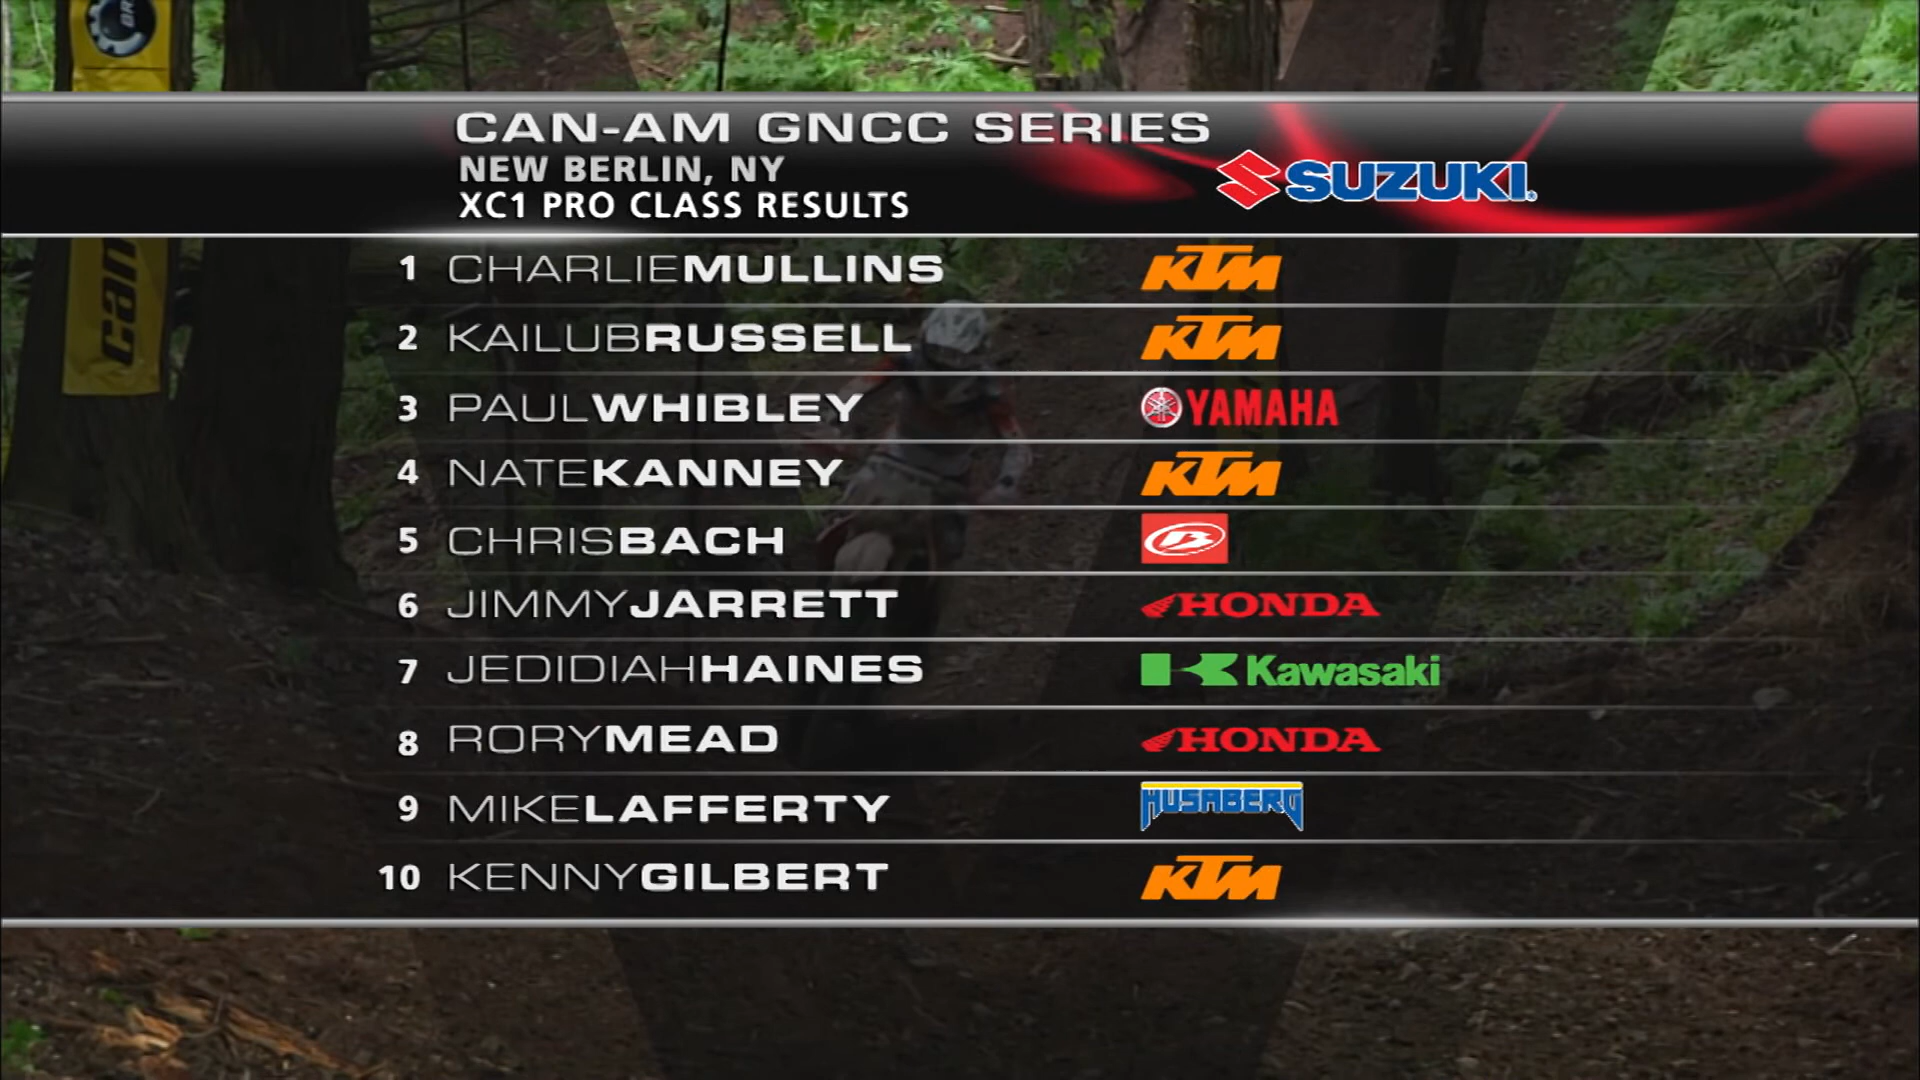 CAN-AM GNCC SERIES
NEW BERLIN, NY
XC1 PRO CLASS RESULTS
SUZUKI
1 CHARLIEMULLINS KTM
2 KAILUBRUSSELL KTM
3 PAULWHIBLEY YAMAHA
4 NATEKANNEY KTM
5 CHRISBACH B
6 JIMMYJARRETT HONDA
7 JEDIDIAHHAINES Kawasaki
8 RORYMEAD HONDA
9 MIKELAFFERTY HUSABERG
10 KENNYGILBERT KTM
can